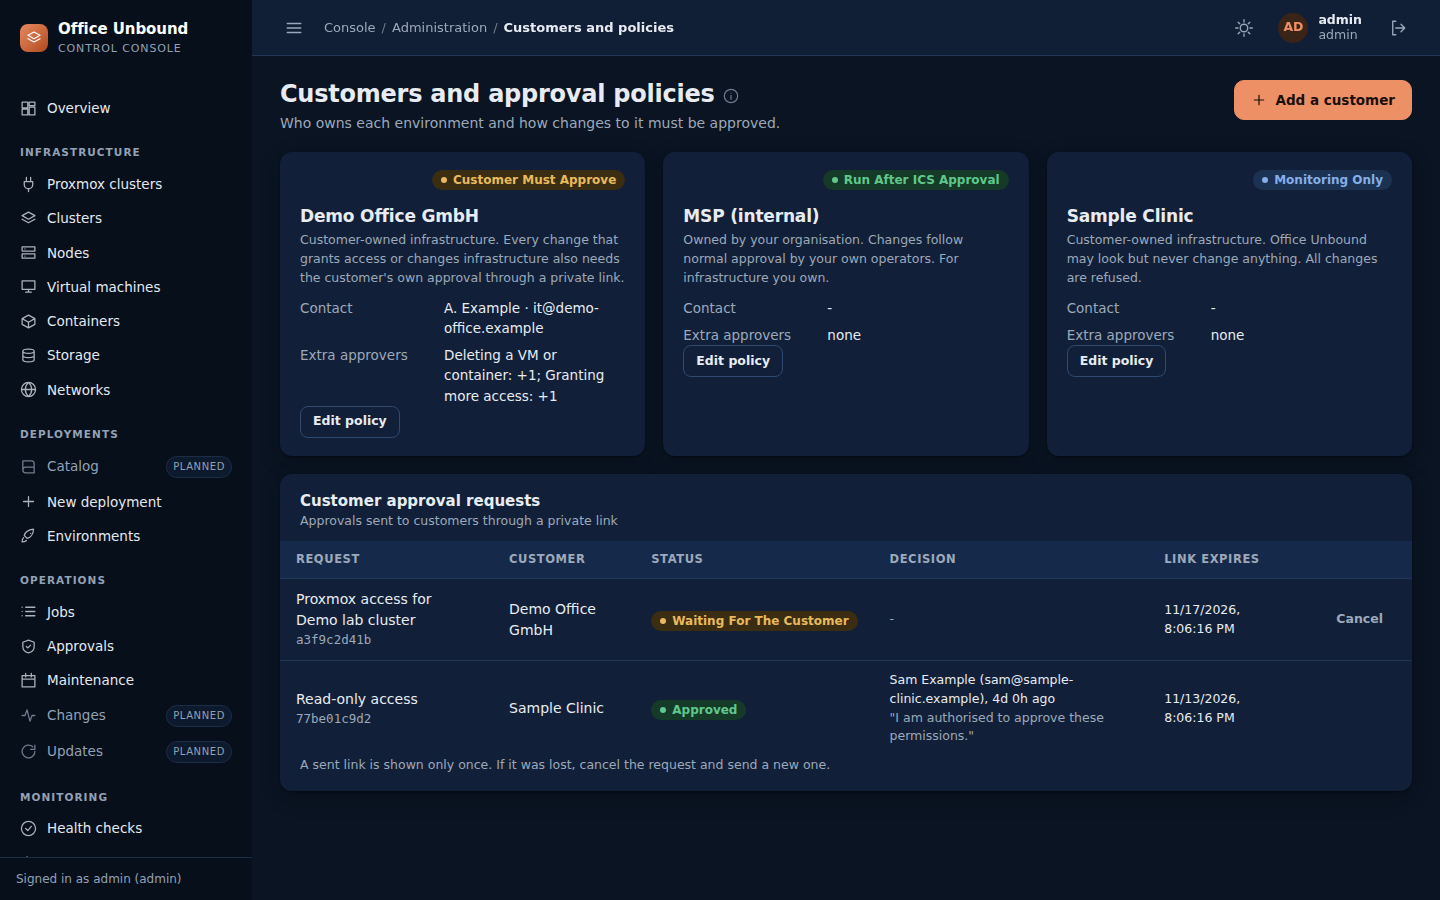 Office Unbound
CONTROL CONSOLE
Overview
INFRASTRUCTURE
Proxmox clusters
Clusters
Nodes
Virtual machines
Containers
Storage
Networks
DEPLOYMENTS
Catalog PLANNED
New deployment
Environments
OPERATIONS
Jobs
Approvals
Maintenance
Changes PLANNED
Updates PLANNED
MONITORING
Health checks
Signed in as admin (admin)
Console / Administration / Customers and policies
AD
admin
admin
Customers and approval policies
Who owns each environment and how changes to it must be approved.
+ Add a customer
Customer Must Approve
Demo Office GmbH
Customer-owned infrastructure. Every change that
grants access or changes infrastructure also needs
the customer's own approval through a private link.
Contact A. Example · it@demo-
office.example
Extra approvers Deleting a VM or
container: +1; Granting
more access: +1
Edit policy
Run After ICS Approval
MSP (internal)
Owned by your organisation. Changes follow
normal approval by your own operators. For
infrastructure you own.
Contact -
Extra approvers none
Edit policy
Monitoring Only
Sample Clinic
Customer-owned infrastructure. Office Unbound
may look but never change anything. All changes
are refused.
Contact -
Extra approvers none
Edit policy
Customer approval requests
Approvals sent to customers through a private link
REQUEST CUSTOMER STATUS DECISION LINK EXPIRES
Proxmox access for
Demo lab cluster
a3f9c2d41b
Demo Office
GmbH
Waiting For The Customer
-
11/17/2026,
8:06:16 PM
Cancel
Read-only access
77be01c9d2
Sample Clinic
Approved
Sam Example (sam@sample-
clinic.example), 4d 0h ago
"I am authorised to approve these
permissions."
11/13/2026,
8:06:16 PM
A sent link is shown only once. If it was lost, cancel the request and send a new one.